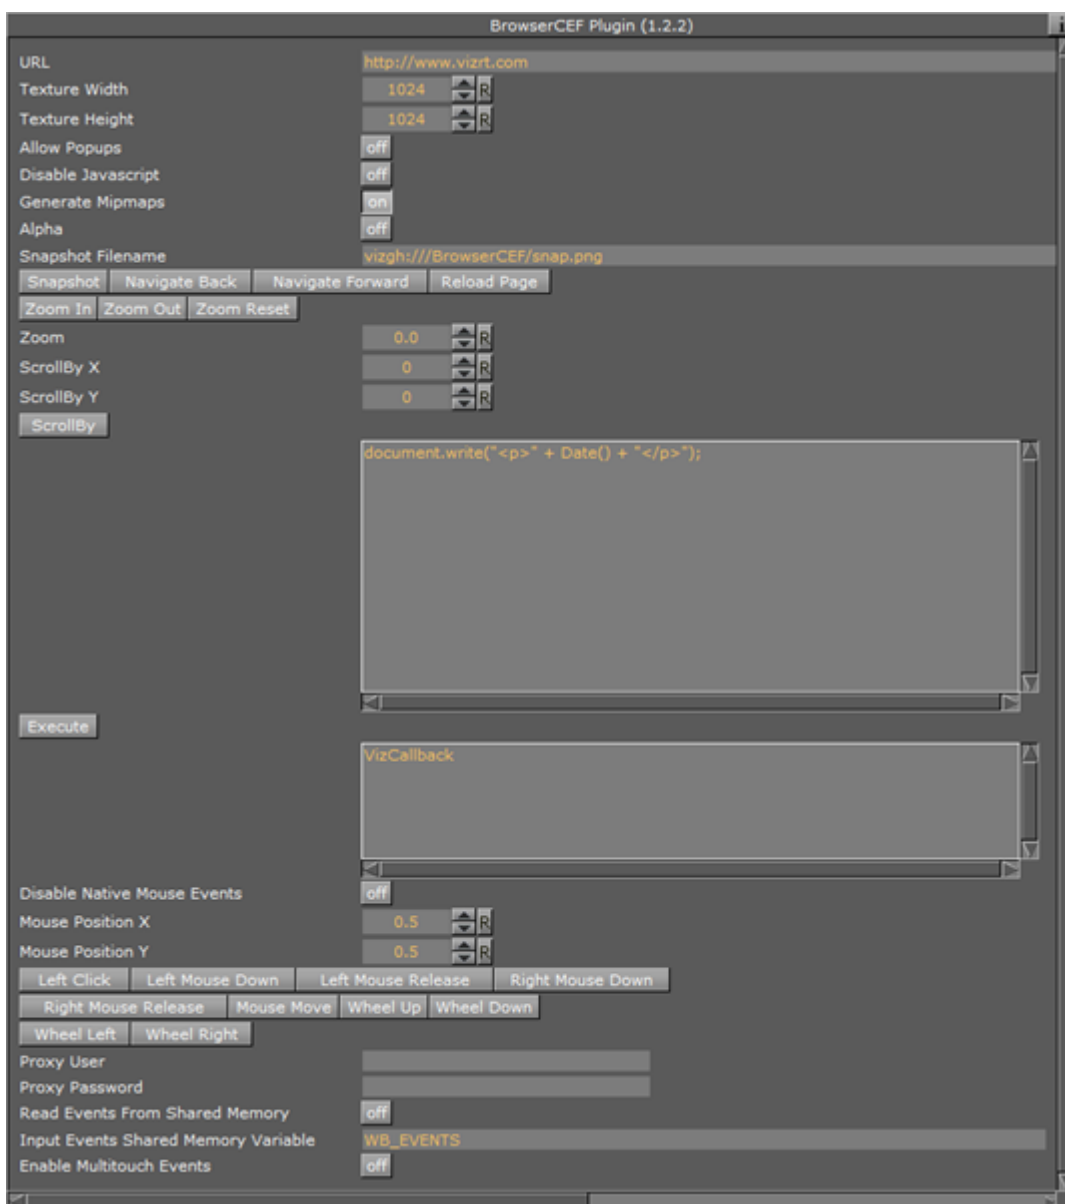 BrowserCEF Plugin (1.2.2) i
URL http://www.vizrt.com
Texture Width 1024 R
Texture Height 1024 R
Allow Popups off
Disable Javascript off
Generate Mipmaps on
Alpha off
Snapshot Filename vizgh:///BrowserCEF/snap.png
Snapshot Navigate Back Navigate Forward Reload Page
Zoom In Zoom Out Zoom Reset
Zoom 0.0 R
ScrollBy X 0 R
ScrollBy Y 0 R
ScrollBy
document.write("<p>" + Date() + "</p>");
Execute
VizCallback
Disable Native Mouse Events off
Mouse Position X 0.5 R
Mouse Position Y 0.5 R
Left Click Left Mouse Down Left Mouse Release Right Mouse Down
Right Mouse Release Mouse Move Wheel Up Wheel Down
Wheel Left Wheel Right
Proxy User
Proxy Password
Read Events From Shared Memory off
Input Events Shared Memory Variable WB_EVENTS
Enable Multitouch Events off